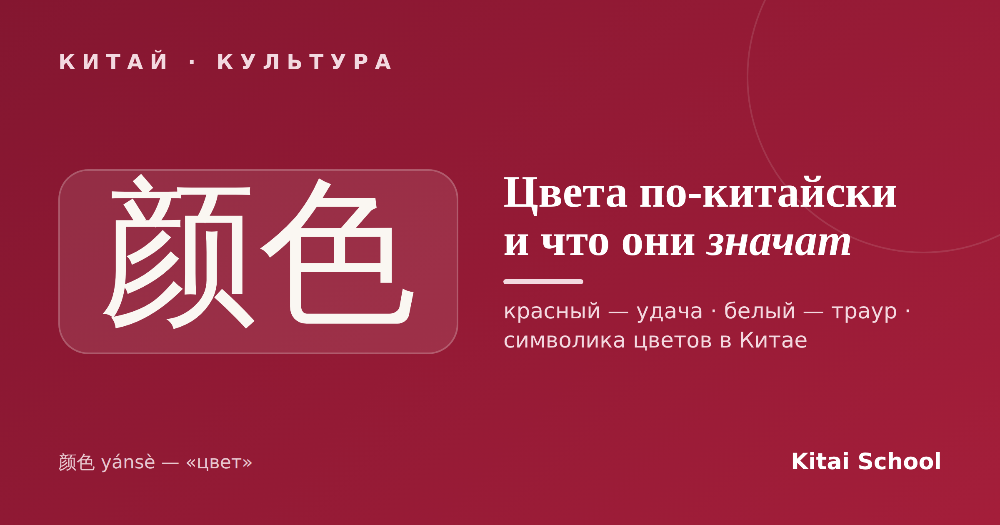 КИТАЙ · КУЛЬТУРА
颜色
Цвета по-китайски
и что они значат
красный — удача · белый — траур ·
символика цветов в Китае
颜色 yánsè — «цвет»
Kitai School